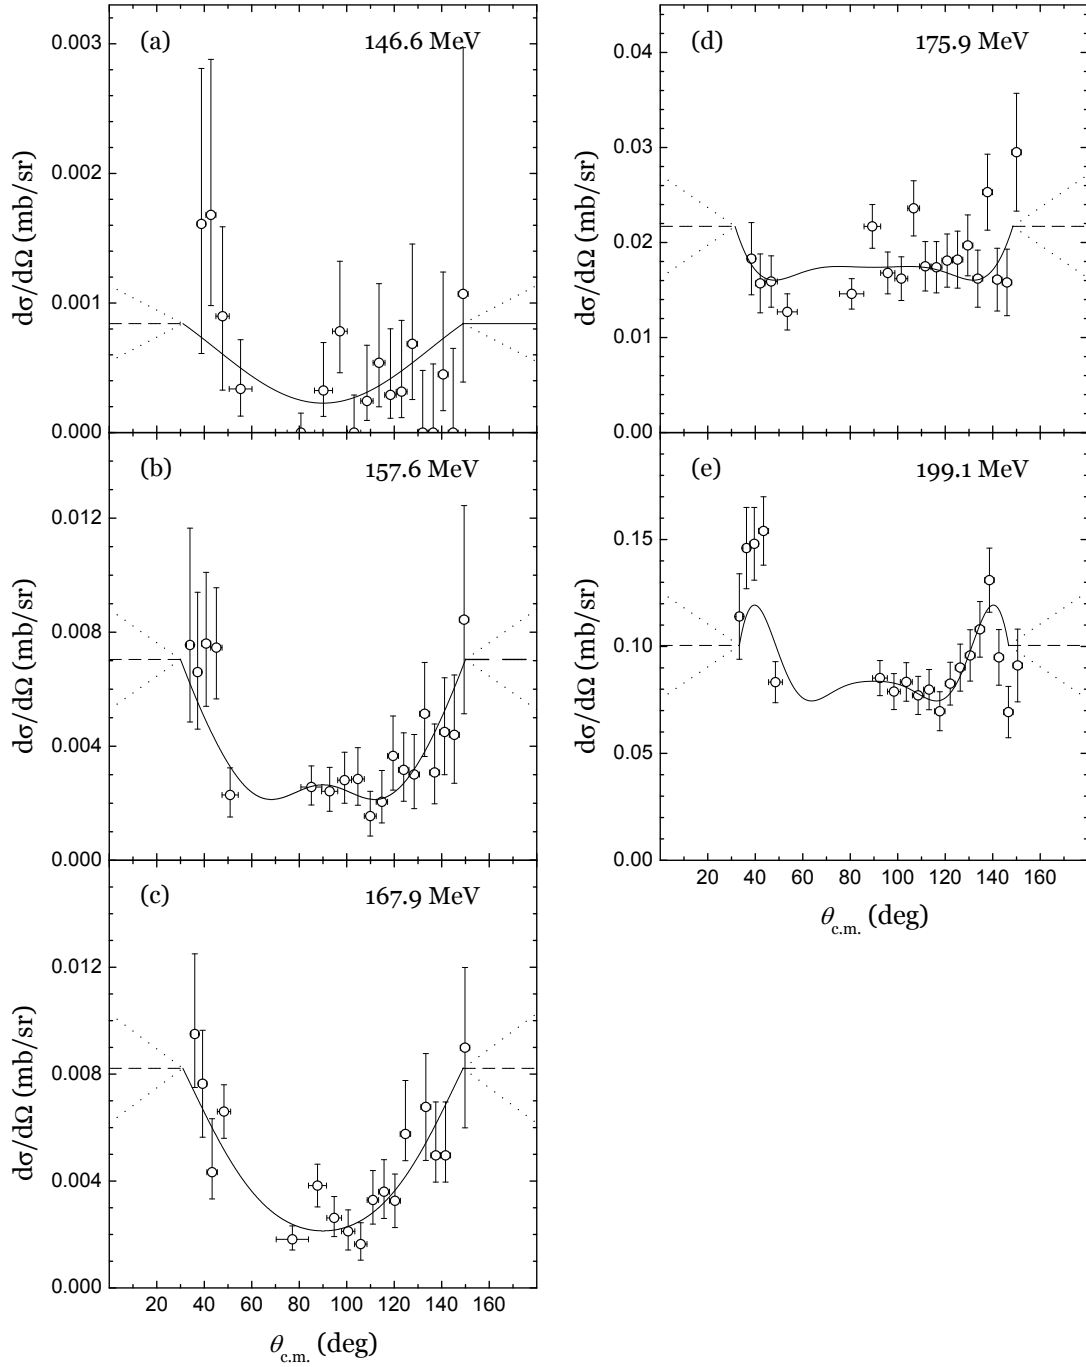 (a) 146.6 MeV
0.003
0.002
0.001
0.000
dσ/dΩ (mb/sr)
(b) 157.6 MeV
0.012
0.008
0.004
0.000
dσ/dΩ (mb/sr)
(c) 167.9 MeV
0.012
0.008
0.004
0.000
dσ/dΩ (mb/sr)
20 40 60 80 100 120 140 160
θc.m. (deg)
(d) 175.9 MeV
0.04
0.03
0.02
0.01
0.00
dσ/dΩ (mb/sr)
(e) 199.1 MeV
0.15
0.10
0.05
0.00
dσ/dΩ (mb/sr)
20 40 60 80 100 120 140 160
θc.m. (deg)